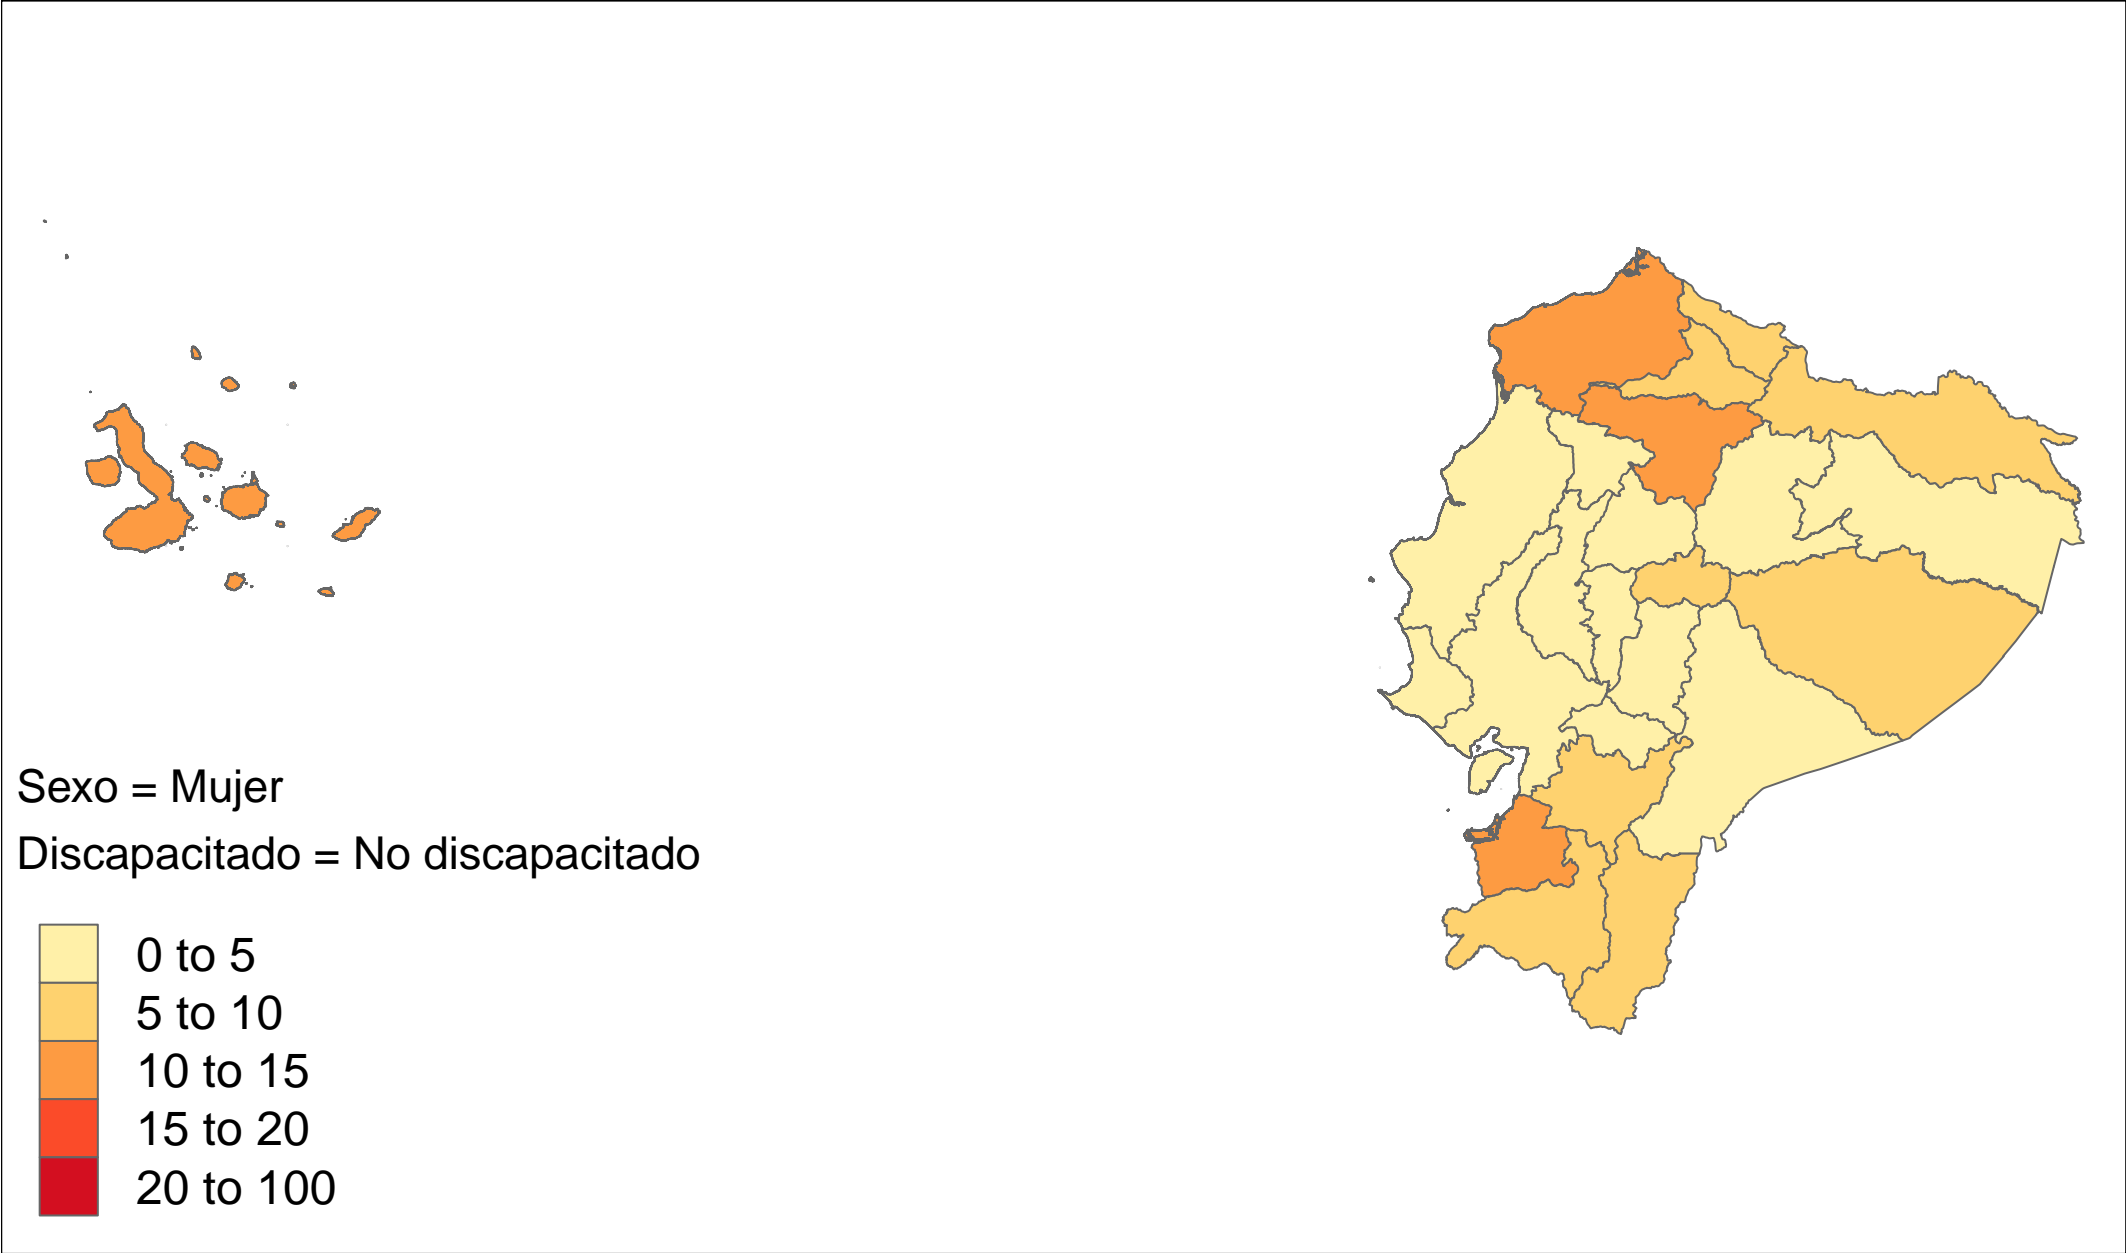 Sexo = Mujer
Discapacitado = No discapacitado
0 to 5
5 to 10
10 to 15
15 to 20
20 to 100